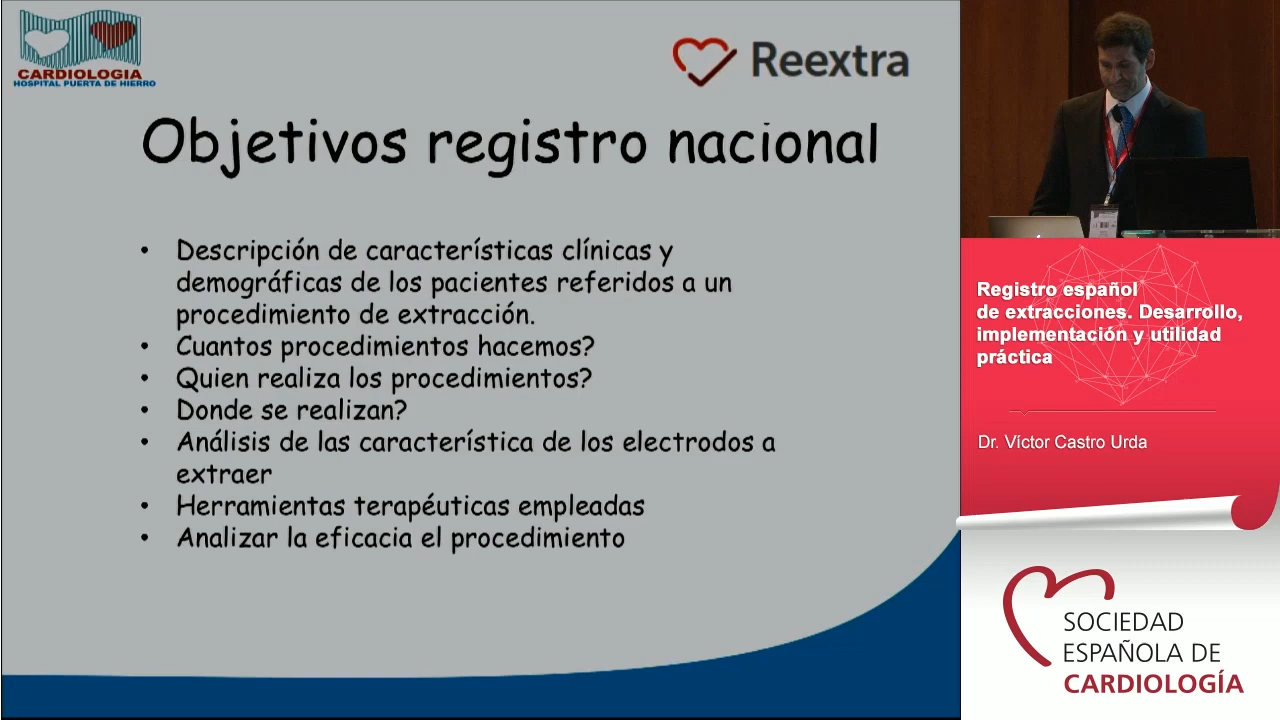 CARDIOLOGIA
HOSPITAL PUERTA DE HIERRO
Reextra
Objetivos registro nacional
• Descripción de características clínicas y
demográficas de los pacientes referidos a un
procedimiento de extracción.
• Cuantos procedimientos hacemos?
• Quien realiza los procedimientos?
• Donde se realizan?
• Análisis de las característica de los electrodos a
extraer
• Herramientas terapéuticas empleadas
• Analizar la eficacia el procedimiento
Registro español
de extracciones. Desarrollo,
implementación y utilidad
práctica
Dr. Víctor Castro Urda
SOCIEDAD
ESPAÑOLA DE
CARDIOLOGÍA